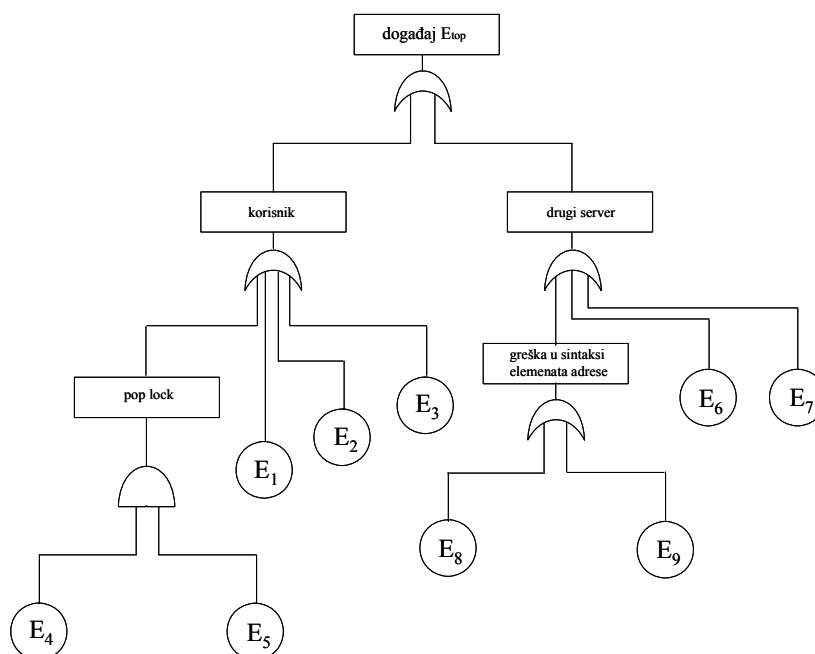 događaj Etop
korisnik
drugi server
greška u sintaksi
elemenata adrese
pop lock
E3
E6
E7
E2
E1
E8
E9
E4
E5